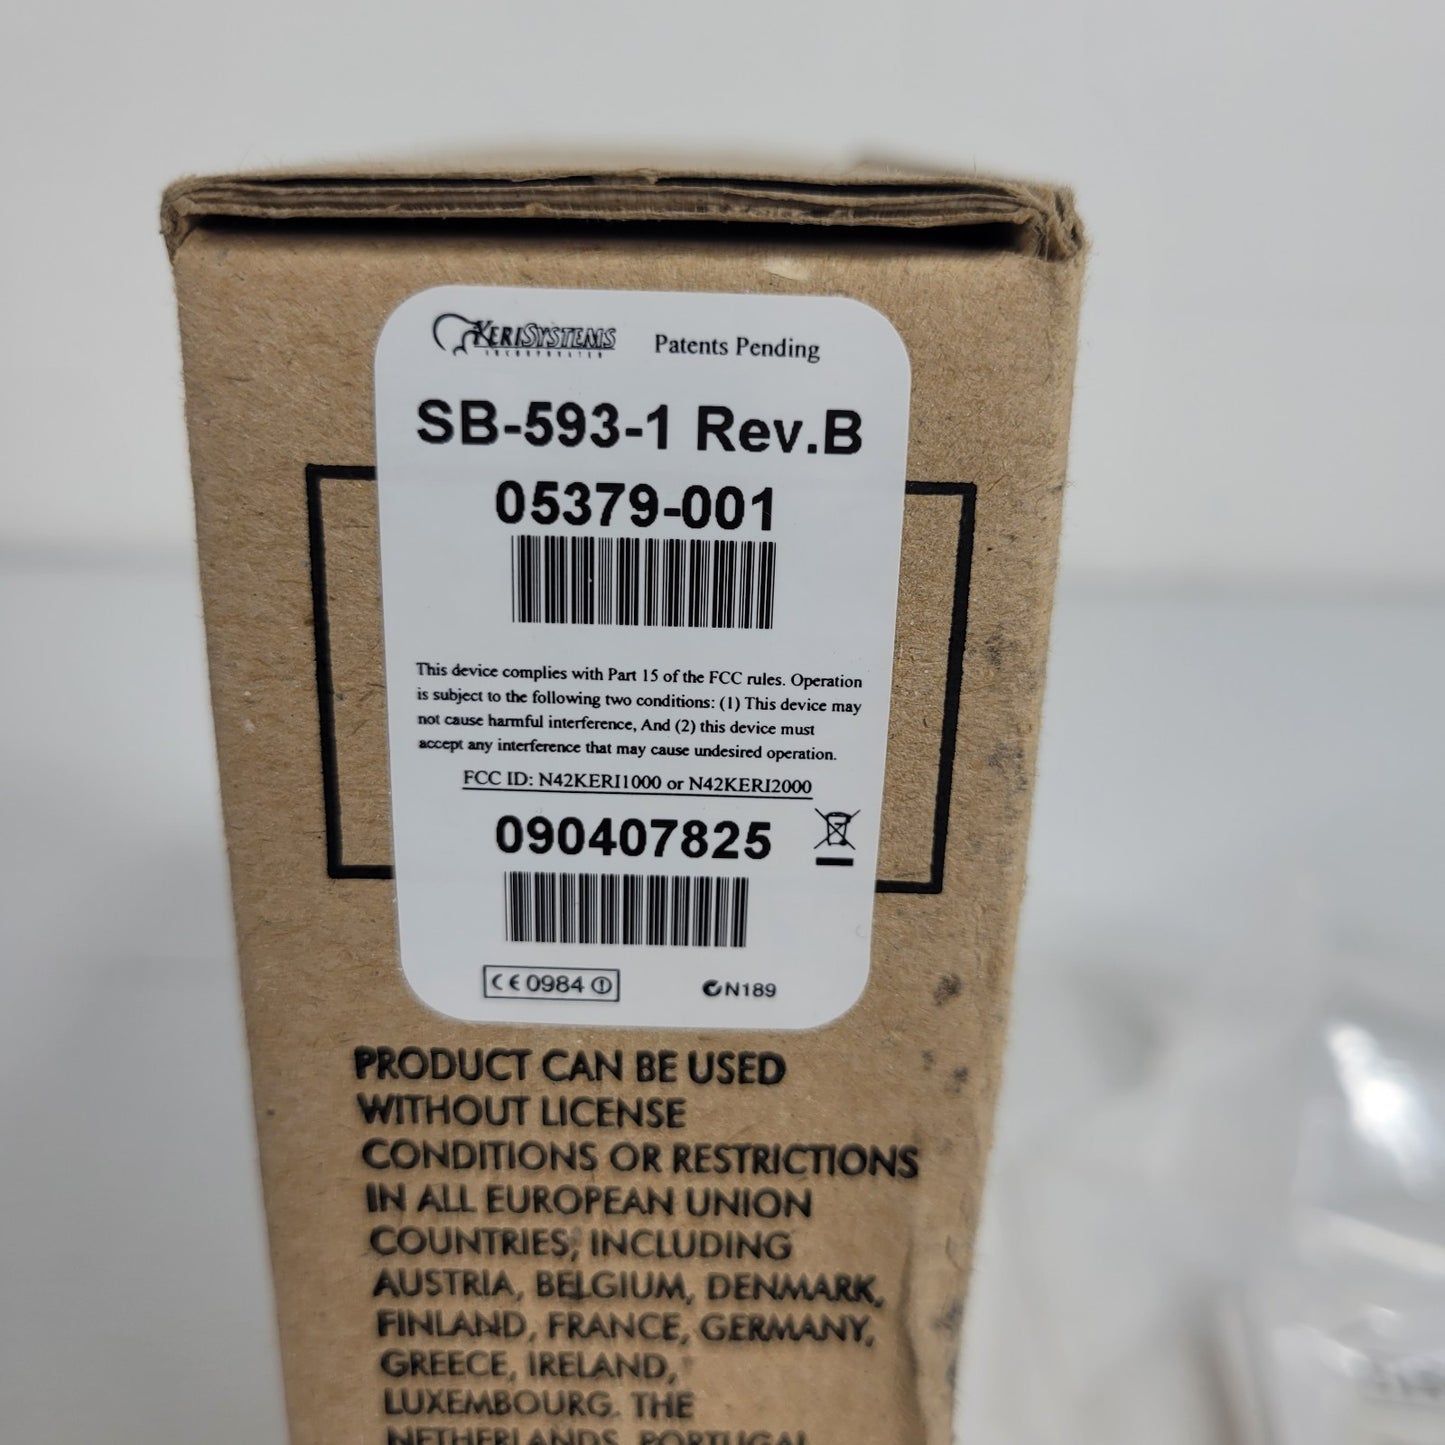 KERISYSTEMS
INCORPORATED
Patents Pending
SB-593-1 Rev.B
05379-001
This device complies with Part 15 of the FCC rules. Operation
is subject to the following two conditions: (1) This device may
not cause harmful interference, And (2) this device must
accept any interference that may cause undesired operation.
FCC ID: N42KERI1000 or N42KERI2000
090407825
CE 0984
N189
PRODUCT CAN BE USED
WITHOUT LICENSE
CONDITIONS OR RESTRICTIONS
IN ALL EUROPEAN UNION
COUNTRIES, INCLUDING
AUSTRIA, BELGIUM, DENMARK,
FINLAND, FRANCE, GERMANY,
GREECE, IRELAND,
LUXEMBOURG. THE
NETHERLANDS, PORTUGAL